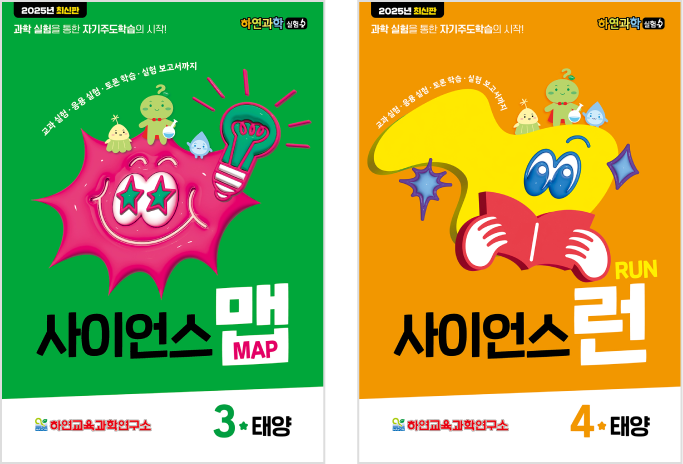 2025년 최신판
하연과학 실험
과학 실험을 통한 자기주도학습의 시작!
교과 실험 · 응용 실험 · 토론 학습 · 실험 보고서까지
사이언스 맵
MAP
하연교육과학연구소
3 태양
2025년 최신판
하연과학 실험
과학 실험을 통한 자기주도학습의 시작!
교과 실험 · 응용 실험 · 토론 학습 · 실험 보고서까지
RUN
사이언스 런
하연교육과학연구소
4 태양